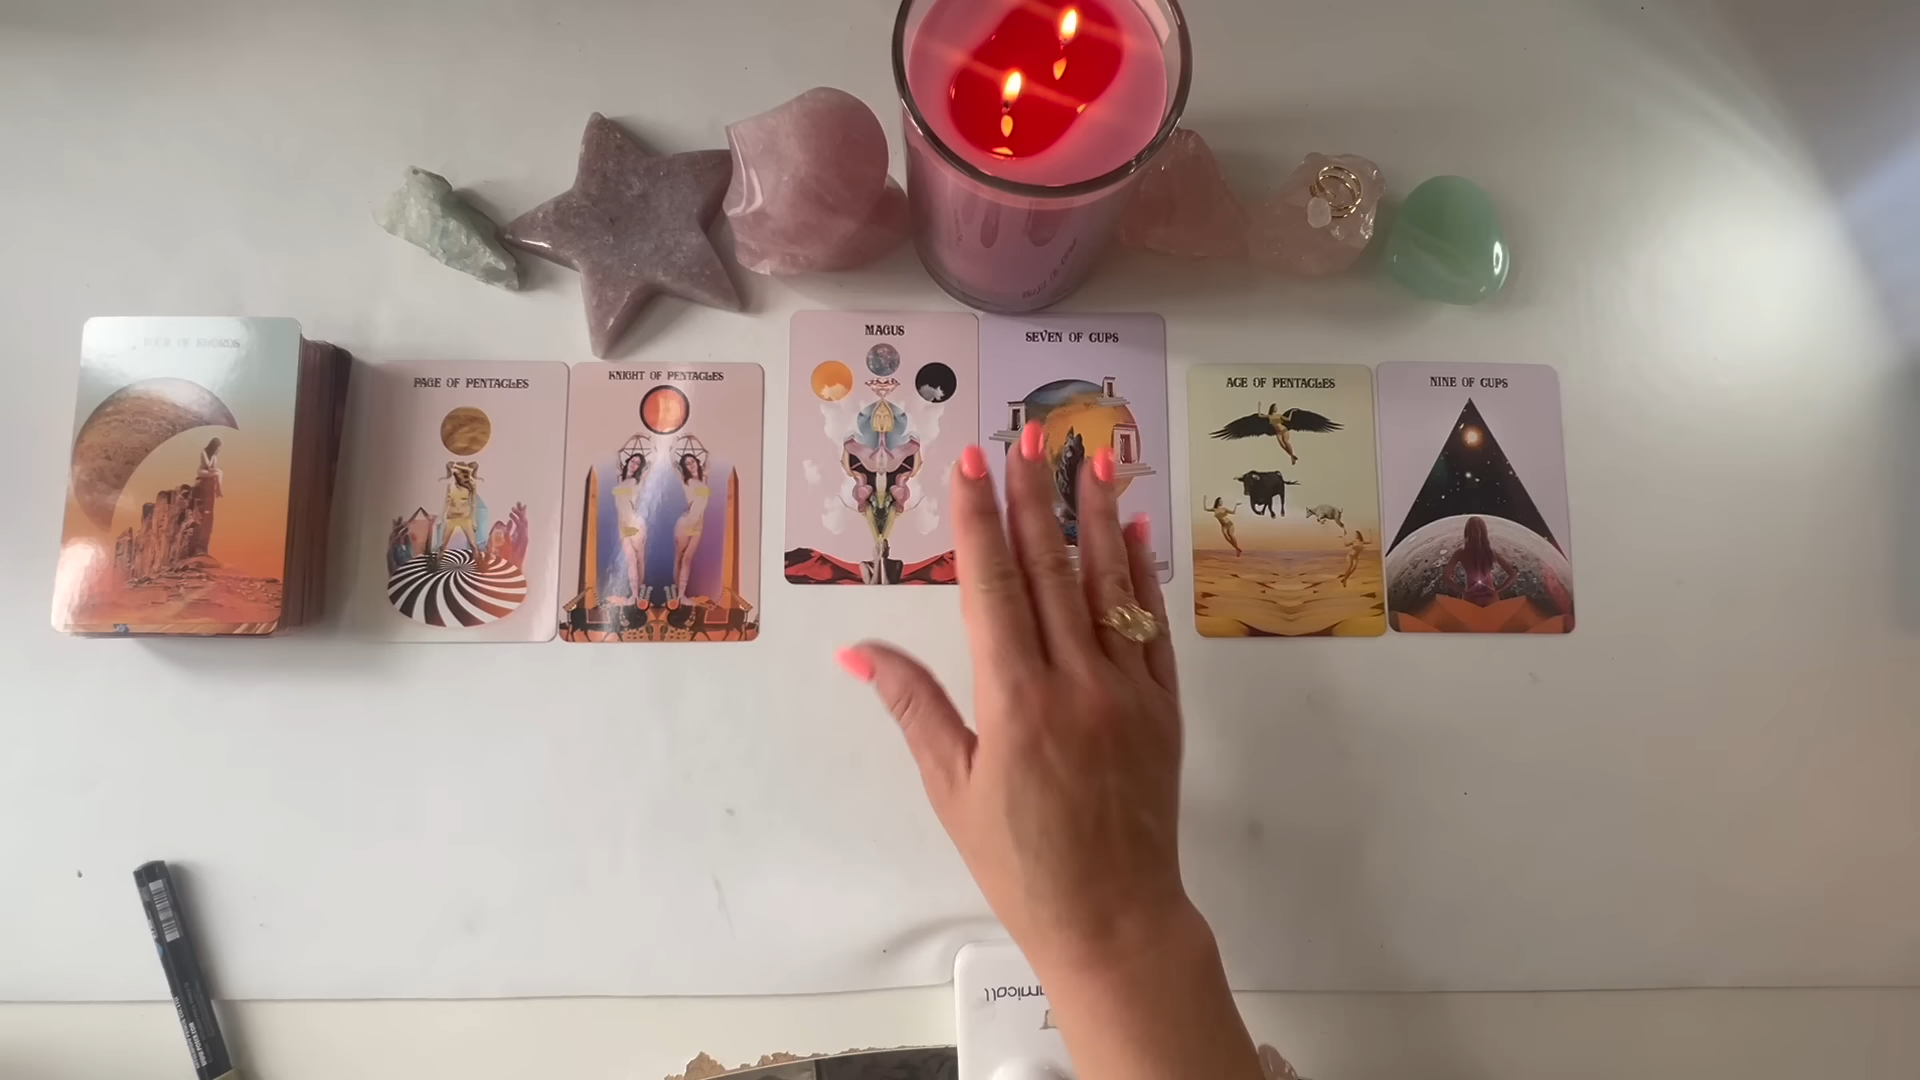 PAGE OF PENTACLES
KNIGHT OF PENTACLES
MAGUS
SEVEN OF CUPS
ACE OF PENTACLES
NINE OF CUPS